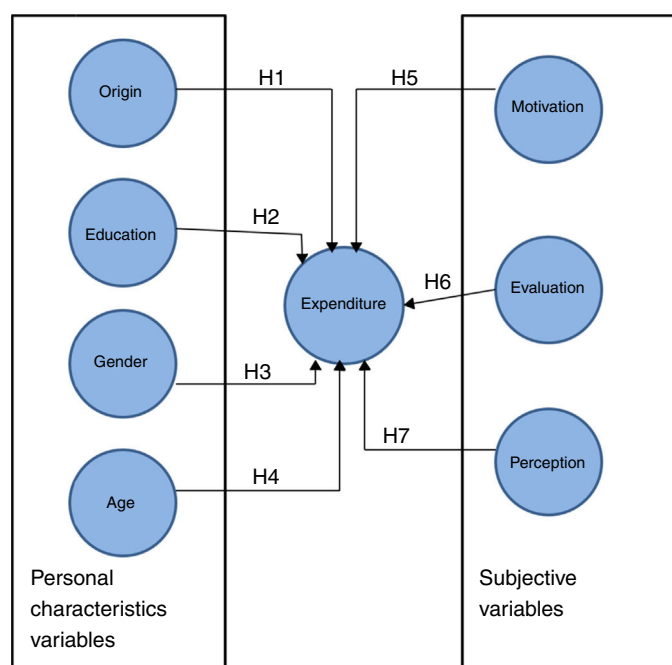 Origin
H1
H5
Motivation
Education
H2
Expenditure
H6
Evaluation
Gender
H3
H7
Perception
Age
H4
Personal
characteristics
variables
Subjective
variables